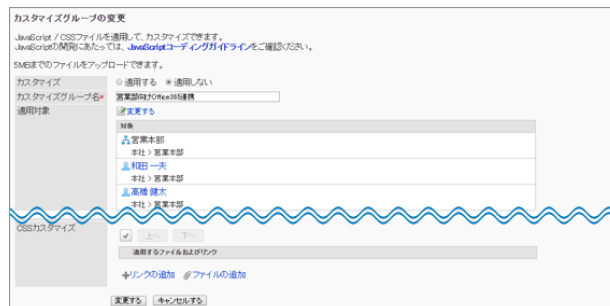 カスタマイズグループの変更
JavaScript / CSSファイルを適用して、カスタマイズできます。
JavaScriptの開発にあたっては、JavaScriptコーディングガイドラインをご確認ください。
5MBまでのファイルをアップロードできます。
カスタマイズ 適用する 適用しない
カスタマイズグループ名* 営業部向けOffice365連携
適用対象 変更する
対象
営業本部
本社 > 営業本部
和田 一夫
本社 > 営業本部
高橋 健太
本社 > 営業本部
CSSカスタマイズ
上へ 下へ
適用するファイルおよびリンク
リンクの追加 ファイルの追加
変更する キャンセルする